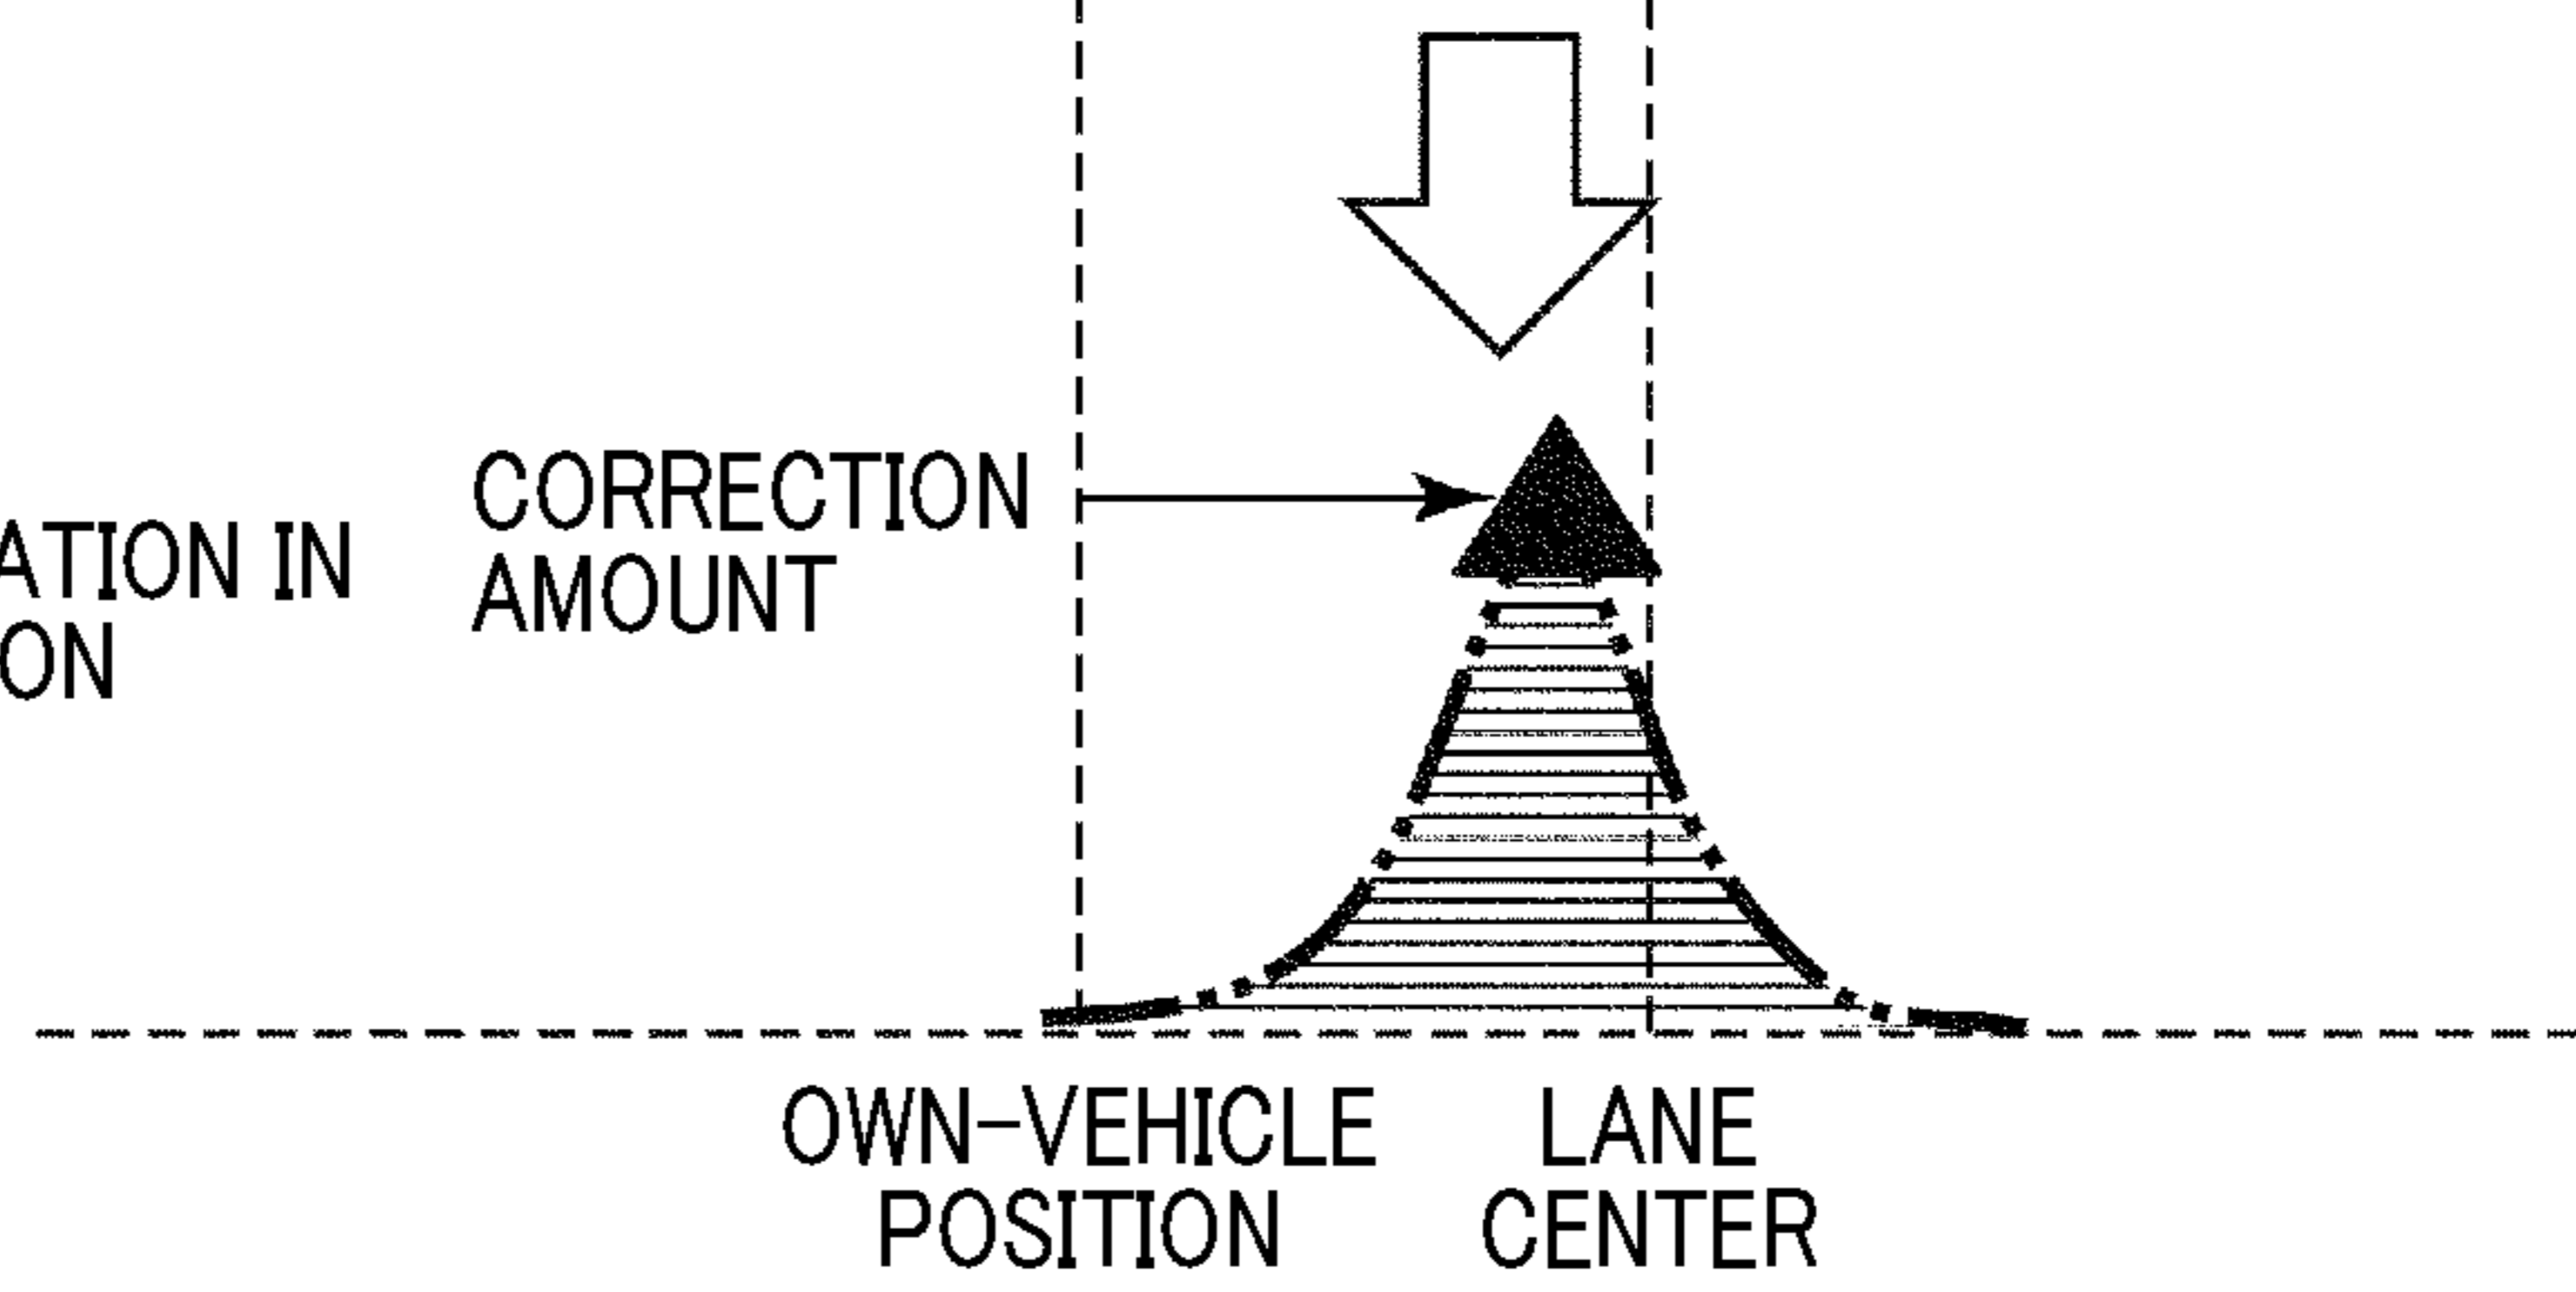 CORRECTION
AMOUNT
ATION IN
ON
OWN-VEHICLE
POSITION
LANE
CENTER